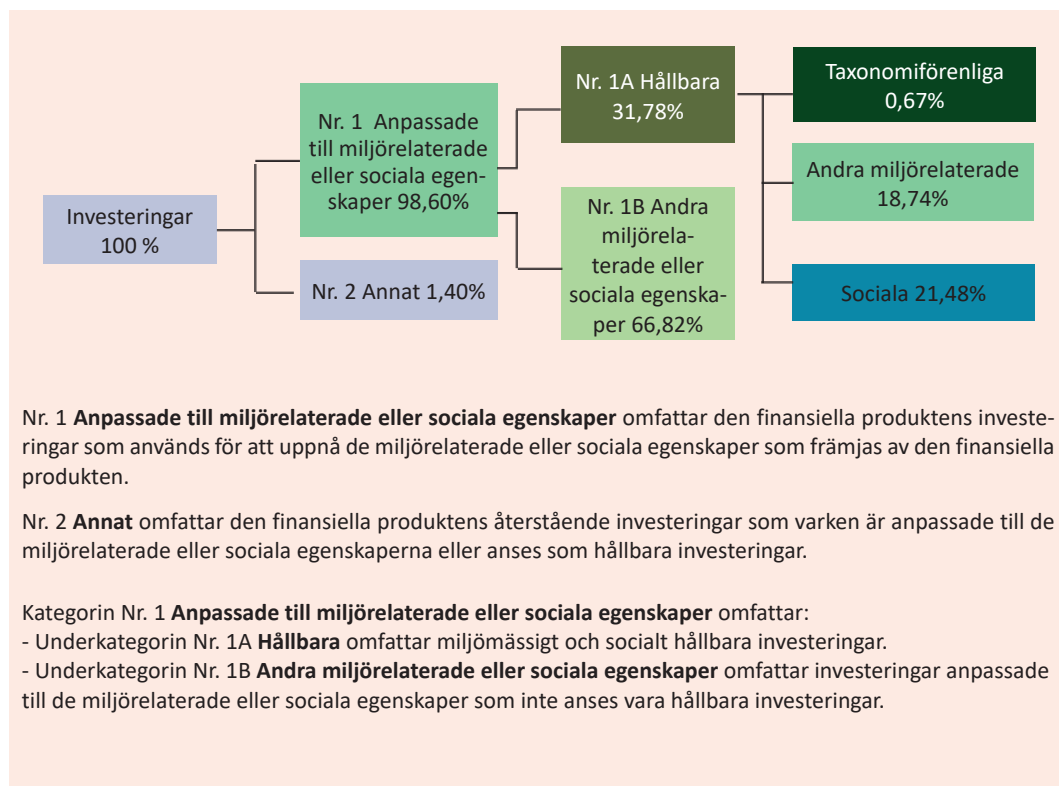 Investeringar
100 %
Nr. 1 Anpassade
till miljörelaterade
eller sociala egen-
skaper 98,60%
Nr. 2 Annat 1,40%
Nr. 1A Hållbara
31,78%
Nr. 1B Andra
miljörela-
terade eller
sociala egenska-
per 66,82%
Taxonomiförenliga
0,67%
Andra miljörelaterade
18,74%
Sociala 21,48%
Nr. 1 Anpassade till miljörelaterade eller sociala egenskaper omfattar den finansiella produktens investe-
ringar som används för att uppnå de miljörelaterade eller sociala egenskaper som främjas av den finansiella
produkten.
Nr. 2 Annat omfattar den finansiella produktens återstående investeringar som varken är anpassade till de
miljörelaterade eller sociala egenskaperna eller anses som hållbara investeringar.
Kategorin Nr. 1 Anpassade till miljörelaterade eller sociala egenskaper omfattar:
- Underkategorin Nr. 1A Hållbara omfattar miljömässigt och socialt hållbara investeringar.
- Underkategorin Nr. 1B Andra miljörelaterade eller sociala egenskaper omfattar investeringar anpassade
till de miljörelaterade eller sociala egenskaper som inte anses vara hållbara investeringar.